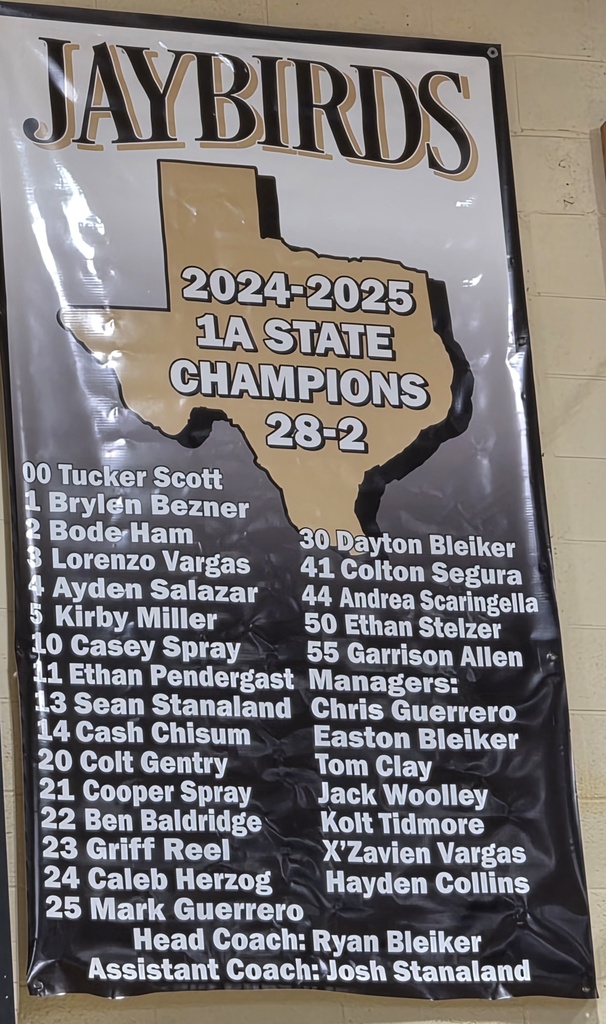 JAYBIRDS
2024-2025
1A STATE
CHAMPIONS
28-2
00 Tucker Scott
1 Brylen Bezner
2 Bode Ham
3 Lorenzo Vargas
4 Ayden Salazar
5 Kirby Miller
10 Casey Spray
11 Ethan Pendergast
13 Sean Stanaland
14 Cash Chisum
20 Colt Gentry
21 Cooper Spray
22 Ben Baldridge
23 Griff Reel
24 Caleb Herzog
25 Mark Guerrero
30 Dayton Bleiker
41 Colton Segura
44 Andrea Scaringella
50 Ethan Stelzer
55 Garrison Allen
Managers:
Chris Guerrero
Easton Bleiker
Tom Clay
Jack Woolley
Kolt Tidmore
X'Zavien Vargas
Hayden Collins
Head Coach: Ryan Bleiker
Assistant Coach: Josh Stanaland